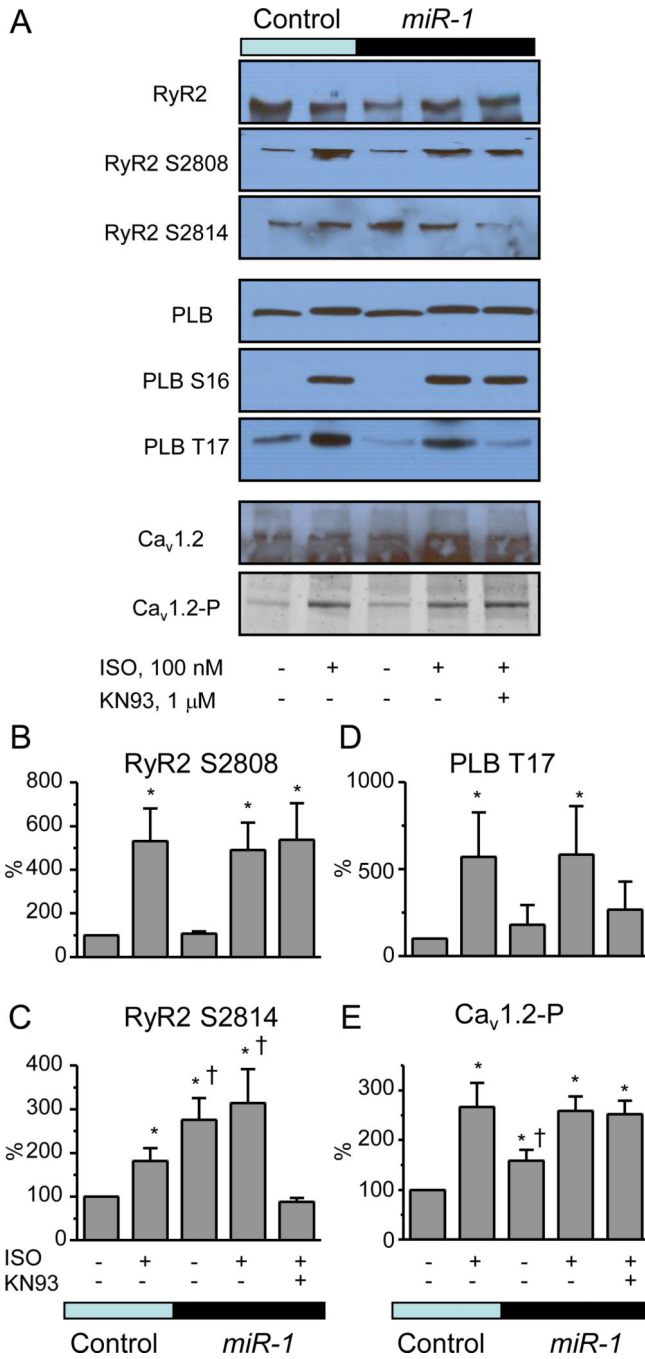 A
Control miR-1
RyR2
RyR2 S2808
RyR2 S2814
PLB
PLB S16
PLB T17
Cav1.2
Cav1.2-P
ISO, 100 nM - + - + +
KN93, 1 μM - - - - +
B
RyR2 S2808
%
800
600
400
200
0
* * *
D
PLB T17
%
1000
500
0
* *
C
RyR2 S2814
%
400
300
200
100
0
* * † * †
ISO - + - + +
KN93 - - - - +
Control miR-1
E
Cav1.2-P
%
300
200
100
0
* * † * *
- + - + +
- - - - +
Control miR-1